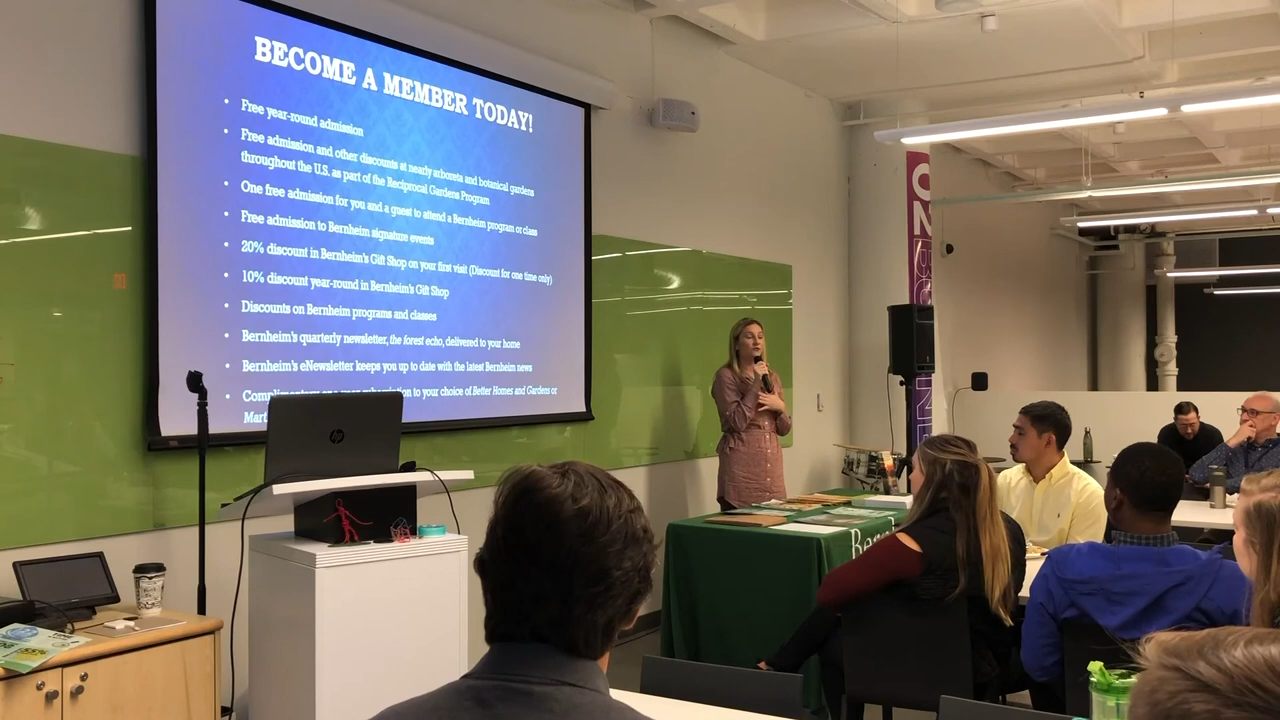 BECOME A MEMBER TODAY!
• Free year-round admission
• Free admission and other discounts at nearly arboreta and botanical gardens
throughout the U.S. as part of the Reciprocal Gardens Program
• One free admission for you and a guest to attend a Bernheim program or class
• Free admission to Bernheim signature events
• 20% discount in Bernheim's Gift Shop on your first visit (Discount for one time only)
• 10% discount year-round in Bernheim's Gift Shop
• Discounts on Bernheim programs and classes
• Bernheim's quarterly newsletter, the forest echo, delivered to your home
• Bernheim's eNewsletter keeps you up to date with the latest Bernheim news
• subscription to your choice of Better Homes and Gardens or
hp